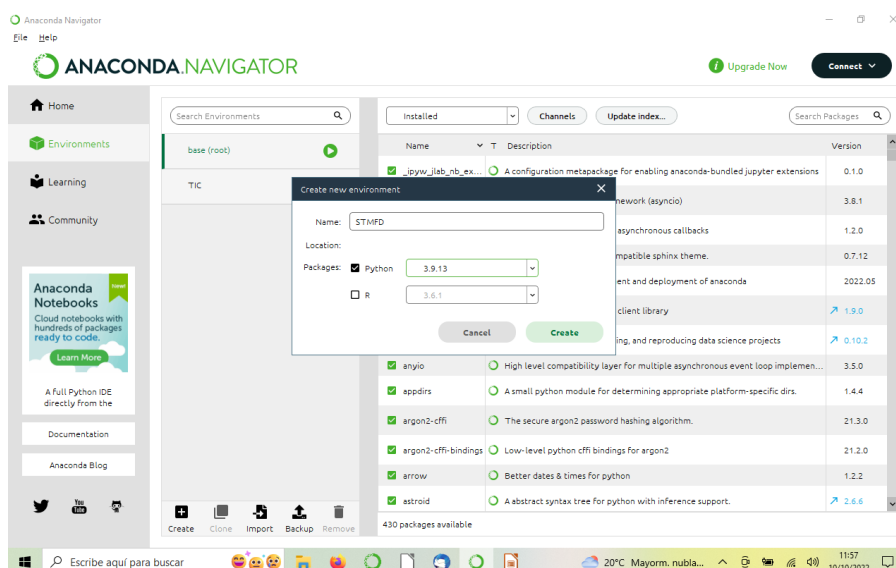 Anaconda Navigator
File Help
ANACONDA.NAVIGATOR
Upgrade Now
Connect
Home
Environments
Learning
Community
Anaconda Notebooks
New!
Cloud notebooks with
hundreds of packages
ready to code.
Learn More
A full Python IDE
directly from the
Documentation
Anaconda Blog
You
Tube
Search Environments
base (root)
TIC
Create Clone Import Backup Remove
Installed
Channels
Update index...
Search Packages
Name T Description Version
_ipyw_jlab_nb_ex... A configuration metapackage for enabling anaconda-bundled jupyter extensions 0.1.0
(asyncio) 3.8.1
asynchronous callbacks 1.2.0
sphinx theme. 0.7.12
ent and deployment of anaconda 2022.05
client library 1.9.0
ing, and reproducing data science projects 0.10.2
anyio High level compatibility layer for multiple asynchronous event loop implemen... 3.5.0
appdirs A small python module for determining appropriate platform-specific dirs. 1.4.4
argon2-cffi The secure argon2 password hashing algorithm. 21.3.0
argon2-cffi-bindings Low-level python cffi bindings for argon2 21.2.0
arrow Better dates & times for python 1.2.2
astroid A abstract syntax tree for python with inference support. 2.6.6
430 packages available
Create new environment
Name: STMFD
Location:
Packages: Python 3.9.13
R 3.6.1
Cancel Create
Escribe aquí para buscar
20°C Mayorm. nubla...
11:57
10/10/2022